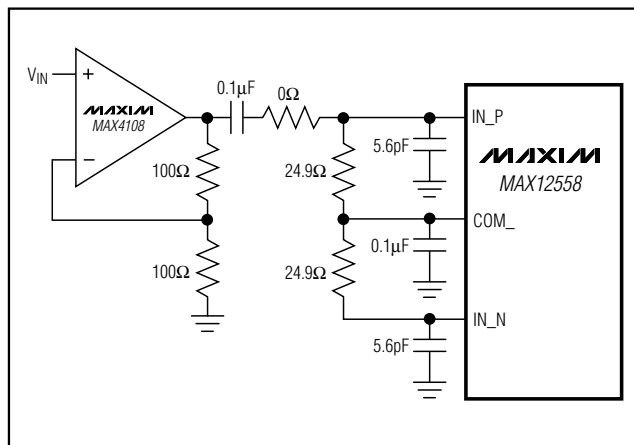 V_IN
+
MAXIM
MAX4108
−
0.1µF
0Ω
100Ω
100Ω
24.9Ω
24.9Ω
5.6pF
0.1µF
5.6pF
IN_P
MAXIM
MAX12558
COM_
IN_N